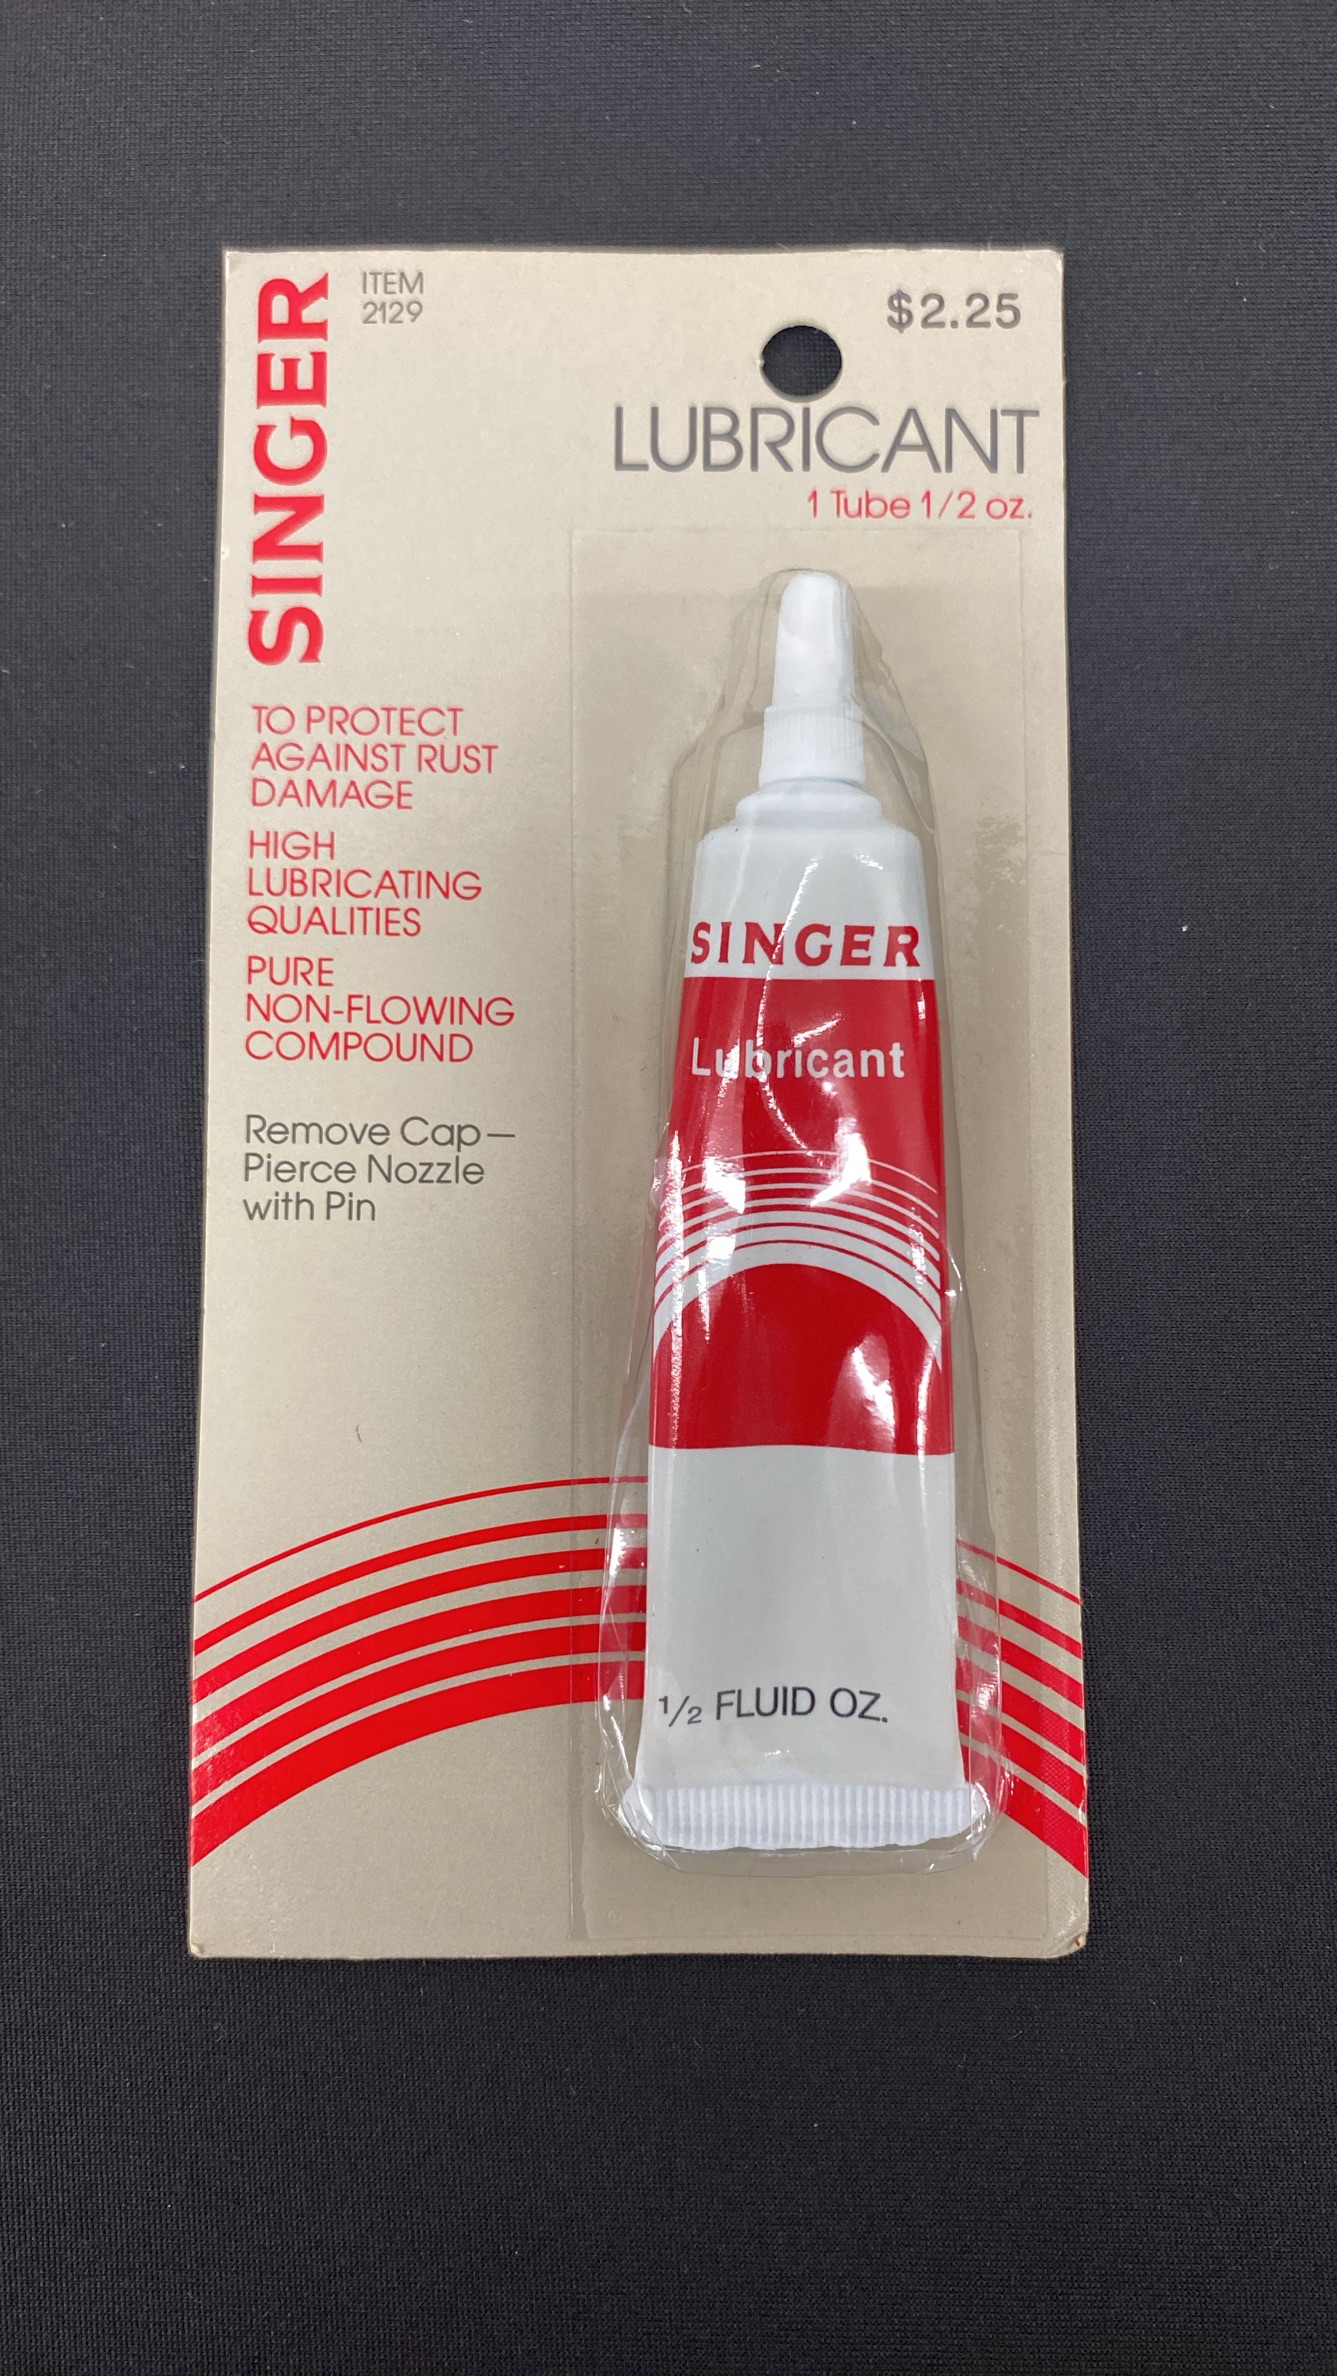 SINGER
ITEM
2129
$2.25
LUBRICANT
1 Tube 1/2 oz.
TO PROTECT
AGAINST RUST
DAMAGE
HIGH
LUBRICATING
QUALITIES
PURE
NON-FLOWING
COMPOUND
Remove Cap—
Pierce Nozzle
with Pin
SINGER
Lubricant
1/2 FLUID OZ.